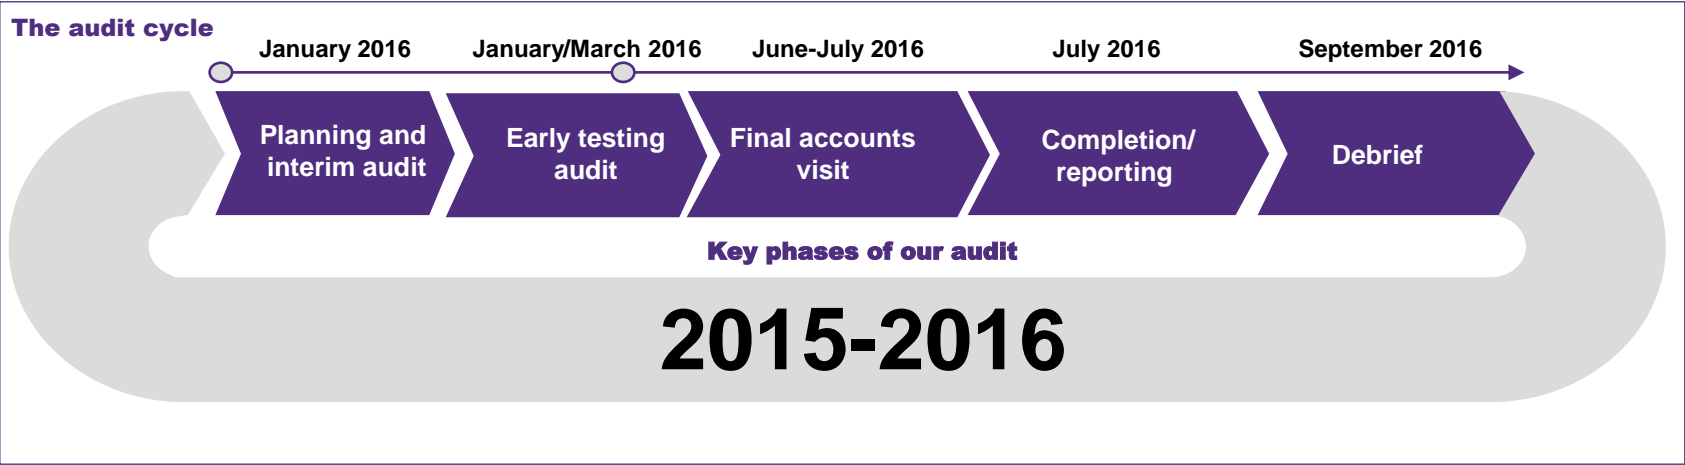 The audit cycle
January 2016
January/March 2016
June-July 2016
July 2016
September 2016
Planning and
interim audit
Early testing
audit
Final accounts
visit
Completion/
reporting
Debrief
Key phases of our audit
2015-2016